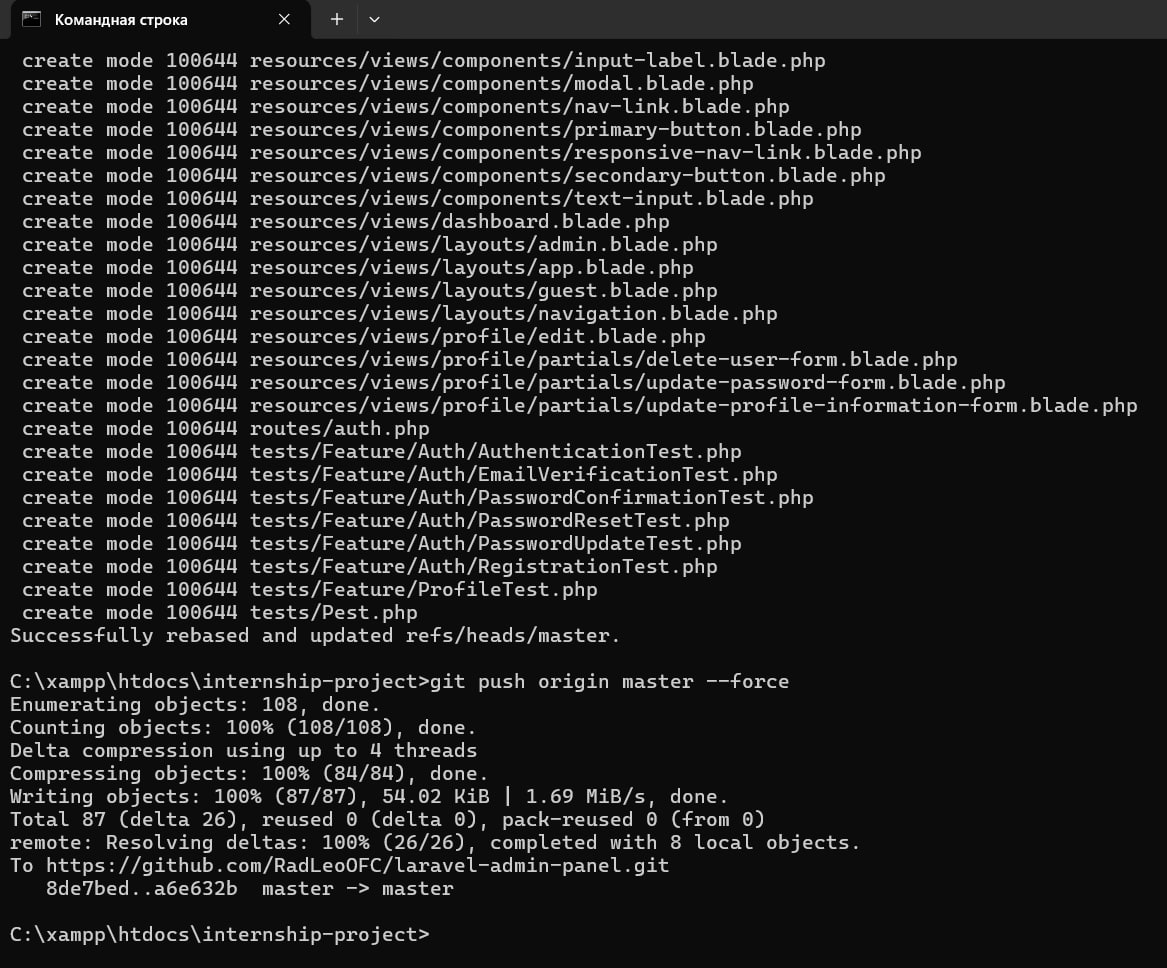 Командная строка
create mode 100644 resources/views/components/input-label.blade.php
create mode 100644 resources/views/components/modal.blade.php
create mode 100644 resources/views/components/nav-link.blade.php
create mode 100644 resources/views/components/primary-button.blade.php
create mode 100644 resources/views/components/responsive-nav-link.blade.php
create mode 100644 resources/views/components/secondary-button.blade.php
create mode 100644 resources/views/components/text-input.blade.php
create mode 100644 resources/views/dashboard.blade.php
create mode 100644 resources/views/layouts/admin.blade.php
create mode 100644 resources/views/layouts/app.blade.php
create mode 100644 resources/views/layouts/guest.blade.php
create mode 100644 resources/views/layouts/navigation.blade.php
create mode 100644 resources/views/profile/edit.blade.php
create mode 100644 resources/views/profile/partials/delete-user-form.blade.php
create mode 100644 resources/views/profile/partials/update-password-form.blade.php
create mode 100644 resources/views/profile/partials/update-profile-information-form.blade.php
create mode 100644 routes/auth.php
create mode 100644 tests/Feature/Auth/AuthenticationTest.php
create mode 100644 tests/Feature/Auth/EmailVerificationTest.php
create mode 100644 tests/Feature/Auth/PasswordConfirmationTest.php
create mode 100644 tests/Feature/Auth/PasswordResetTest.php
create mode 100644 tests/Feature/Auth/PasswordUpdateTest.php
create mode 100644 tests/Feature/Auth/RegistrationTest.php
create mode 100644 tests/Feature/ProfileTest.php
create mode 100644 tests/Pest.php
Successfully rebased and updated refs/heads/master.
C:\xampp\htdocs\internship-project>git push origin master --force
Enumerating objects: 108, done.
Counting objects: 100% (108/108), done.
Delta compression using up to 4 threads
Compressing objects: 100% (84/84), done.
Writing objects: 100% (87/87), 54.02 KiB | 1.69 MiB/s, done.
Total 87 (delta 26), reused 0 (delta 0), pack-reused 0 (from 0)
remote: Resolving deltas: 100% (26/26), completed with 8 local objects.
To https://github.com/RadLeoOFC/laravel-admin-panel.git
8de7bed..a6e632b  master -> master
C:\xampp\htdocs\internship-project>